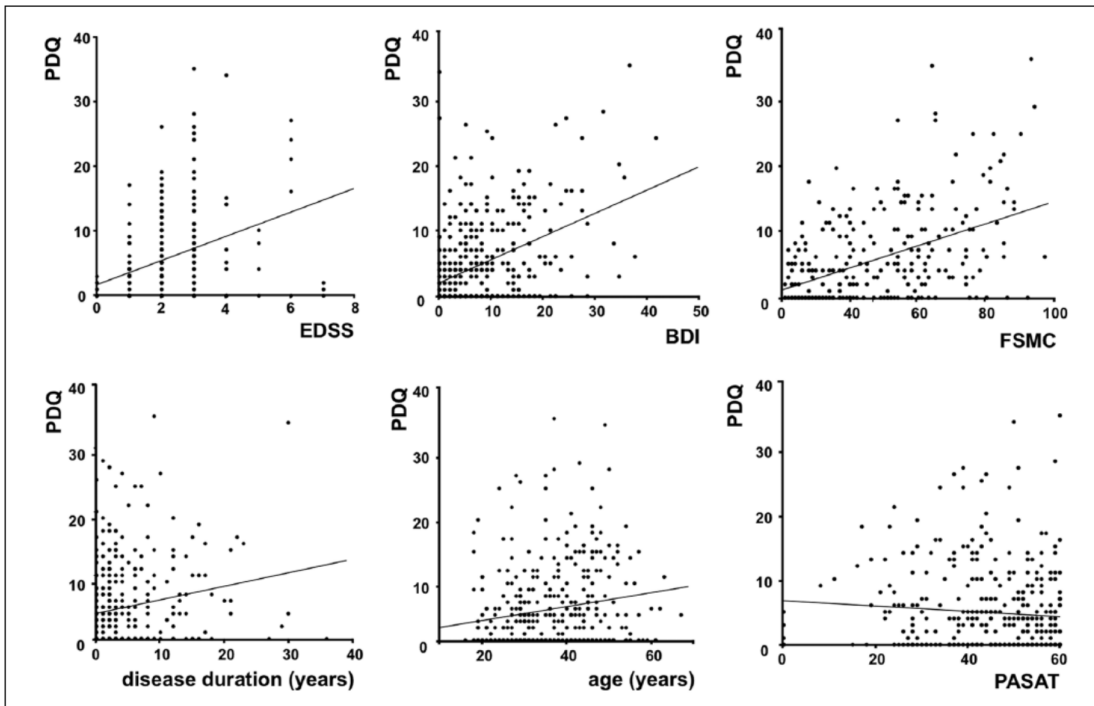 PDQ
40
30
20
10
0
0 2 4 6 8
EDSS
PDQ
40
30
20
10
0
0 10 20 30 40 50
BDI
PDQ
40
30
20
10
0
0 20 40 60 80 100
FSMC
PDQ
40
30
20
10
0
0 10 20 30 40
disease duration (years)
PDQ
40
30
20
10
0
20 40 60
age (years)
PDQ
40
30
20
10
0
0 20 40 60
PASAT